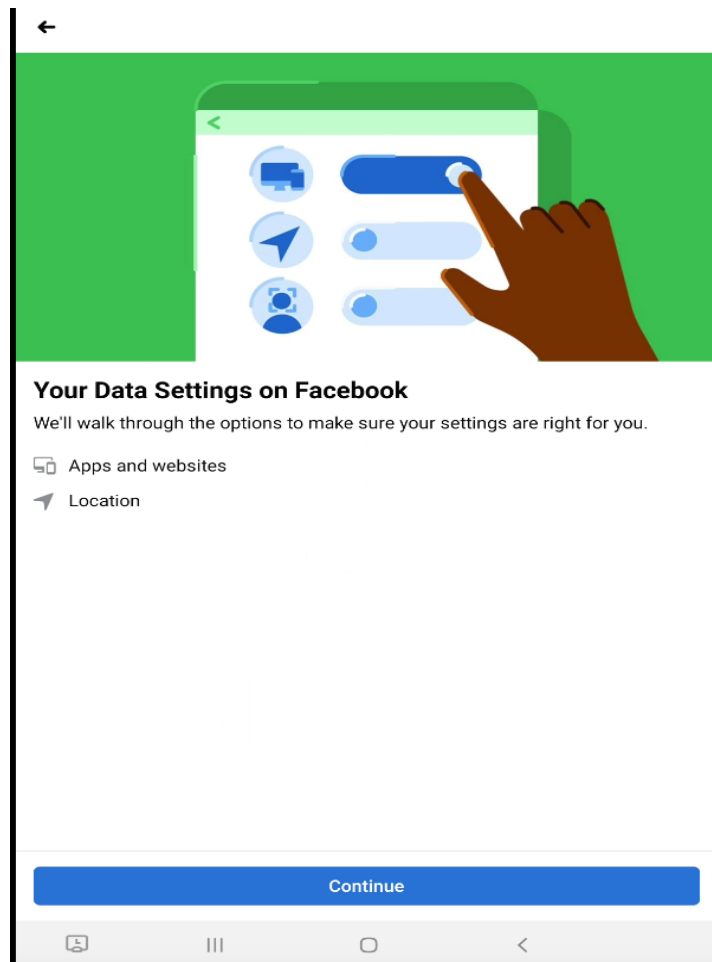 Your Data Settings on Facebook
We'll walk through the options to make sure your settings are right for you.
Apps and websites
Location
Continue